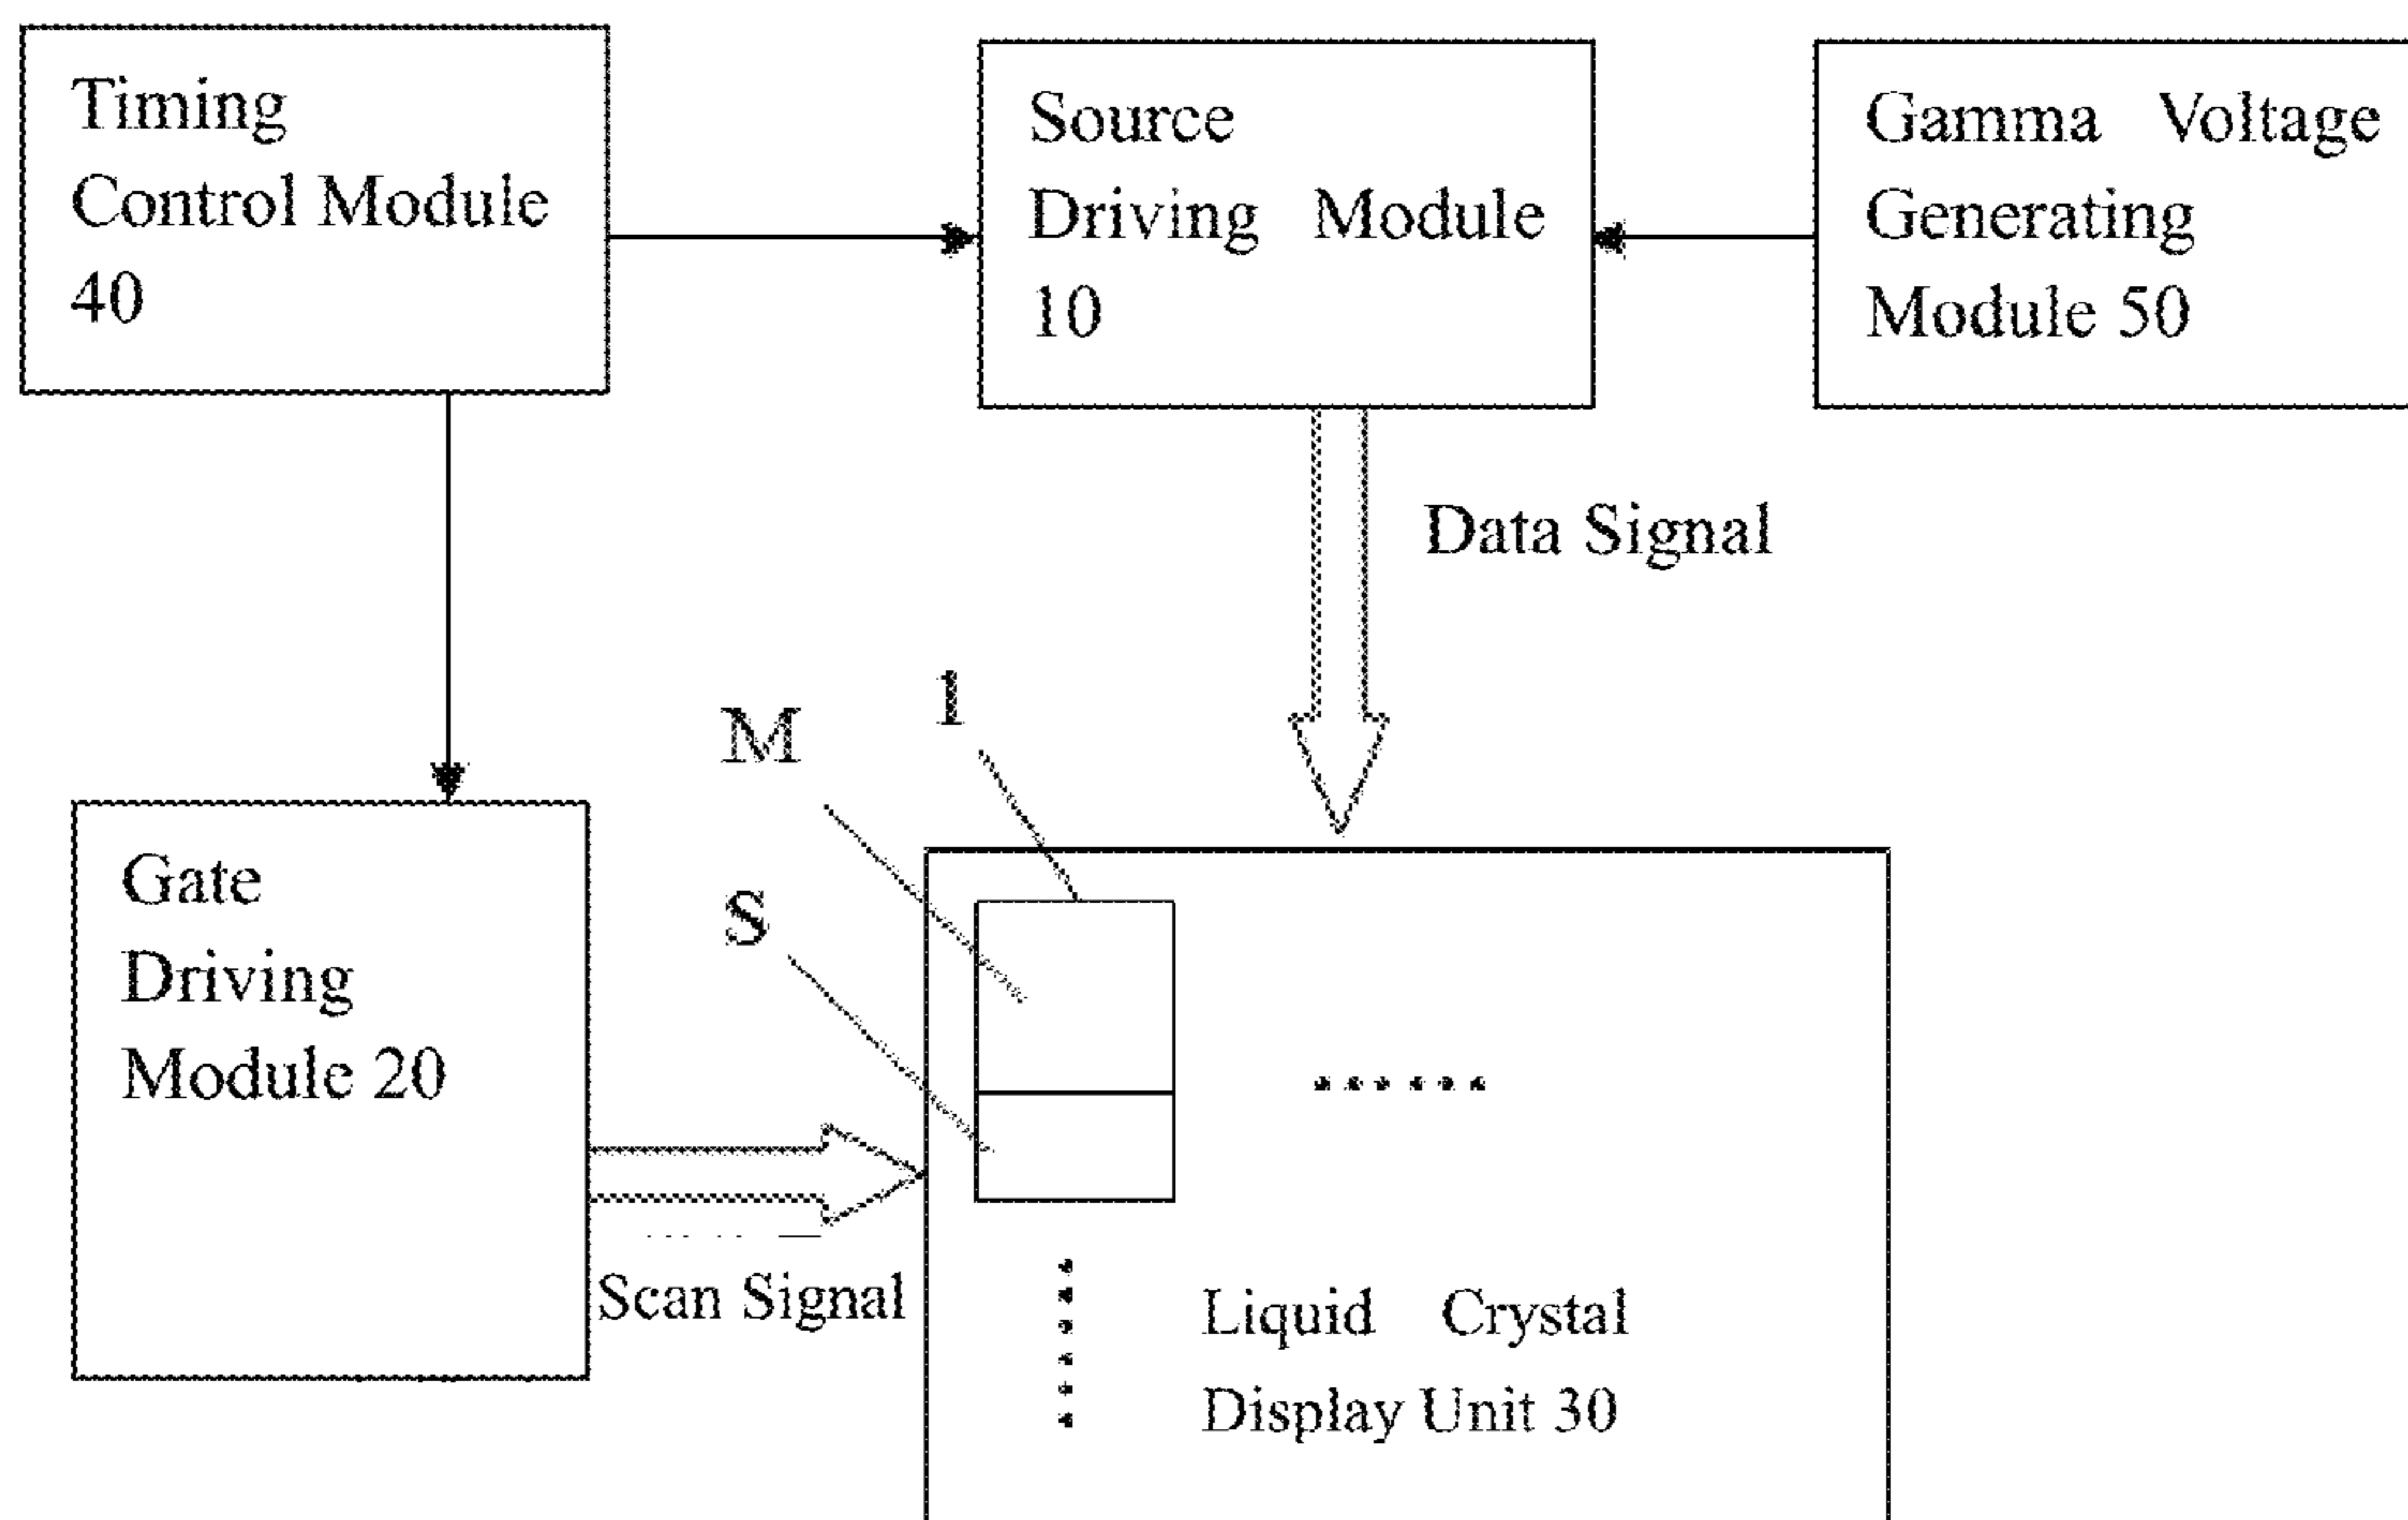 Timing
Control Module
40
Source
Driving Module
10
Gamma Voltage
Generating
Module 50
Data Signal
1
M
S
Gate
Driving
Module 20
Scan Signal
Liquid Crystal
Display Unit 30